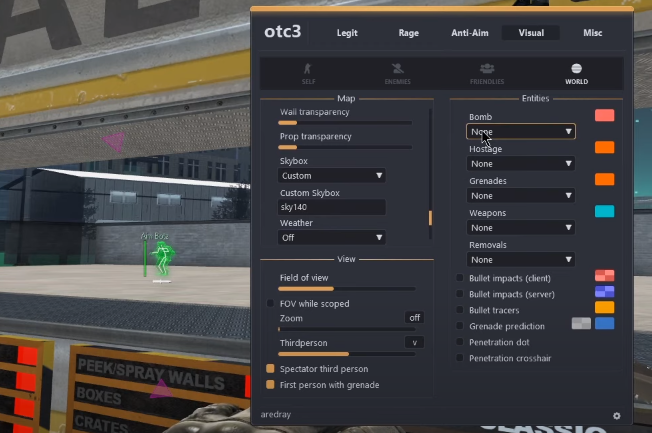 otc3
Legit Rage Anti-Aim Visual Misc
SELF ENEMIES FRIENDLIES WORLD
Map
Wall transparency
Prop transparency
Skybox
Custom
Custom Skybox
sky140
Weather
Off
View
Field of view
FOV while scoped
Zoom off
Thirdperson v
Spectator third person
First person with grenade
Entities
Bomb
None
Hostage
None
Grenades
None
Weapons
None
Removals
None
Bullet impacts (client)
Bullet impacts (server)
Bullet tracers
Grenade prediction
Penetration dot
Penetration crosshair
aredray
PEEK/SPRAY WALLS
BOXES
CRATES
CLASSIC